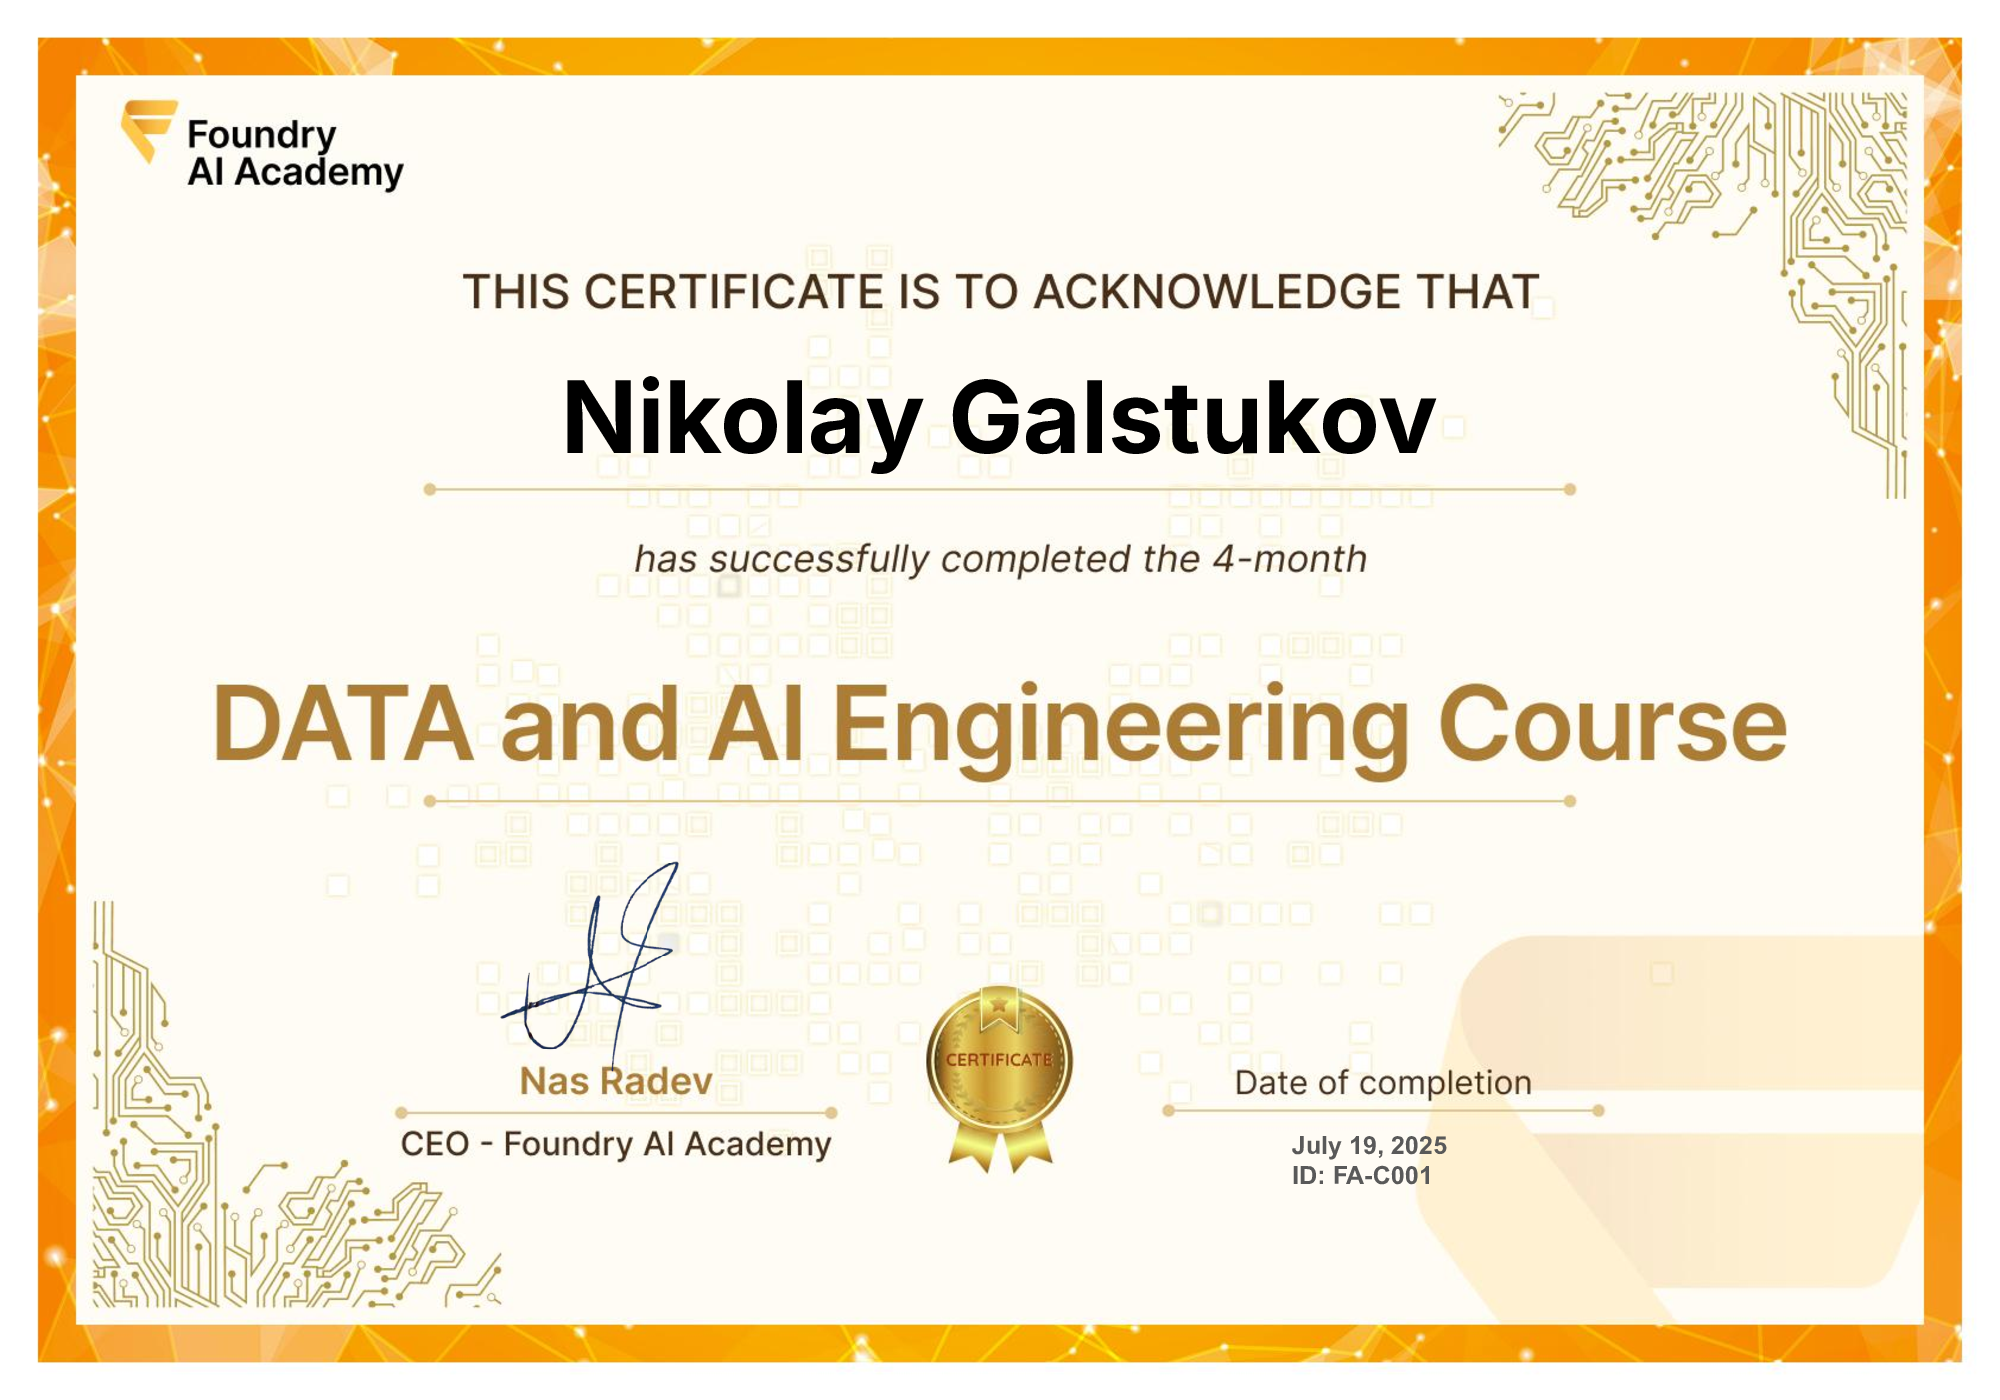 Foundry
AI Academy
THIS CERTIFICATE IS TO ACKNOWLEDGE THAT
Nikolay Galstukov
has successfully completed the 4-month
DATA and AI Engineering Course
Nas Radev
CEO - Foundry AI Academy
CERTIFICATE
Date of completion
July 19, 2025
ID: FA-C001